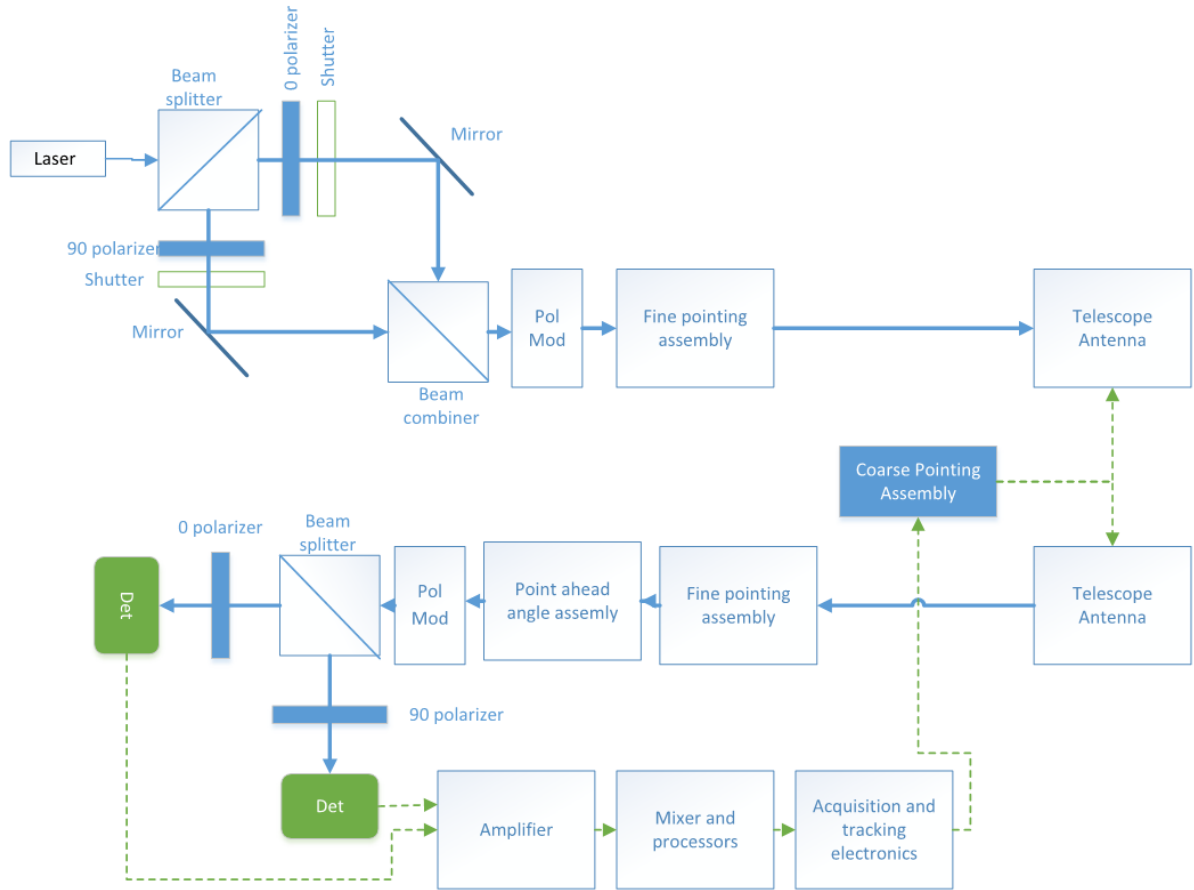 0 polarizer
Shutter
Beam
splitter
Mirror
Laser
90 polarizer
Shutter
Mirror
Pol
Mod
Fine pointing
assembly
Telescope
Antenna
Beam
combiner
Coarse Pointing
Assembly
0 polarizer
Beam
splitter
Det
Pol
Mod
Point ahead
angle assemly
Fine pointing
assembly
Telescope
Antenna
90 polarizer
Det
Amplifier
Mixer and
processors
Acquisition and
tracking
electronics